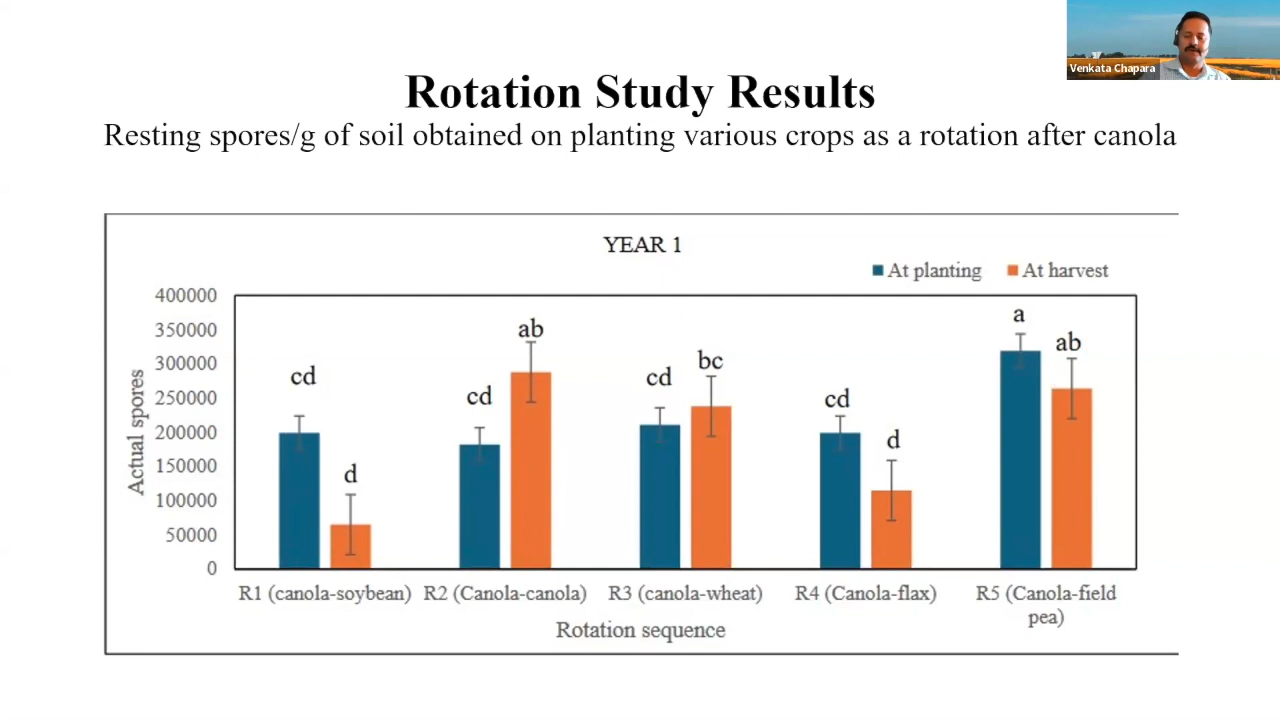 Venkata Chapara
Rotation Study Results
Resting spores/g of soil obtained on planting various crops as a rotation after canola
YEAR 1
At planting At harvest
400000
350000
300000
250000
200000
150000
100000
50000
0
Actual spores
cd
d
cd
ab
cd
bc
cd
d
a
ab
R1 (canola-soybean) R2 (Canola-canola) R3 (canola-wheat) R4 (Canola-flax) R5 (Canola-field
pea)
Rotation sequence